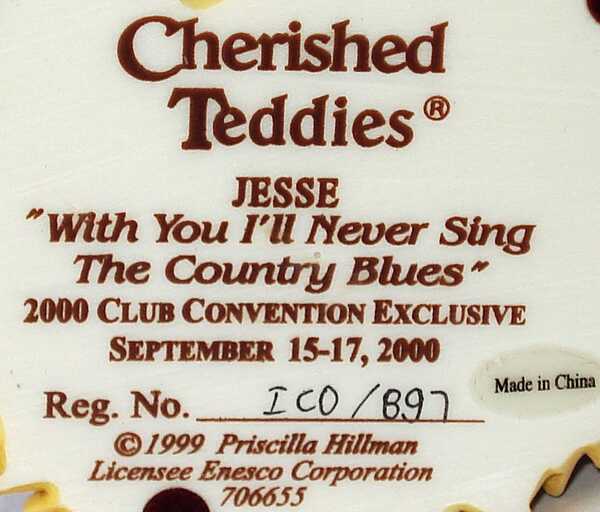 Cherished
Teddies®
JESSE
"With You I'll Never Sing
The Country Blues"
2000 CLUB CONVENTION EXCLUSIVE
SEPTEMBER 15-17, 2000
Reg. No. ICO/897
Made in China
©1999 Priscilla Hillman
Licensee Enesco Corporation
706655